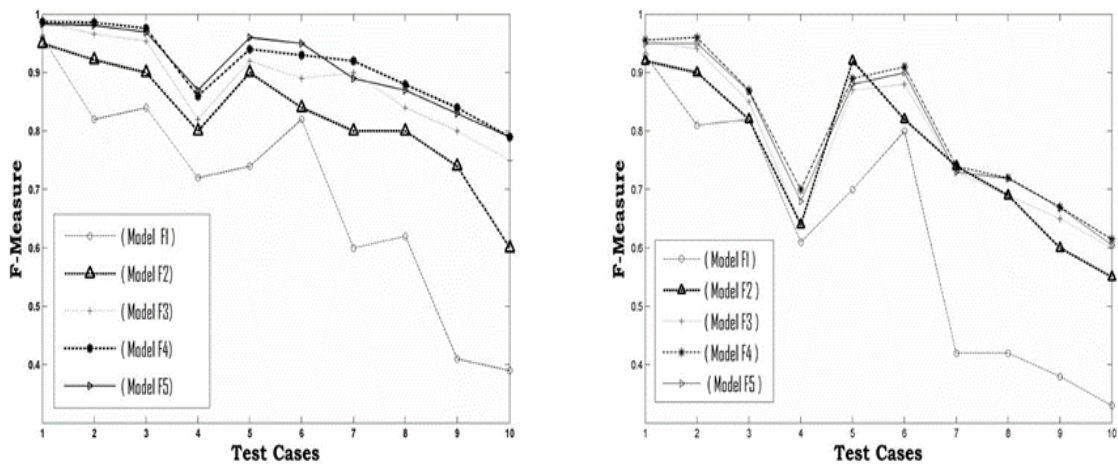 1
0.9
0.8
0.7
0.6
0.5
0.4
F-Measure
( Model F1)
( Model F2)
( Model F3)
( Model F4)
( Model F5)
1 2 3 4 5 6 7 8 9 10
Test Cases
1
0.9
0.8
0.7
0.6
0.5
0.4
F-Measure
( Model F1)
( Model F2 )
( Model F3 )
( Model F4 )
( Model F5 )
1 2 3 4 5 6 7 8 9 10
Test Cases